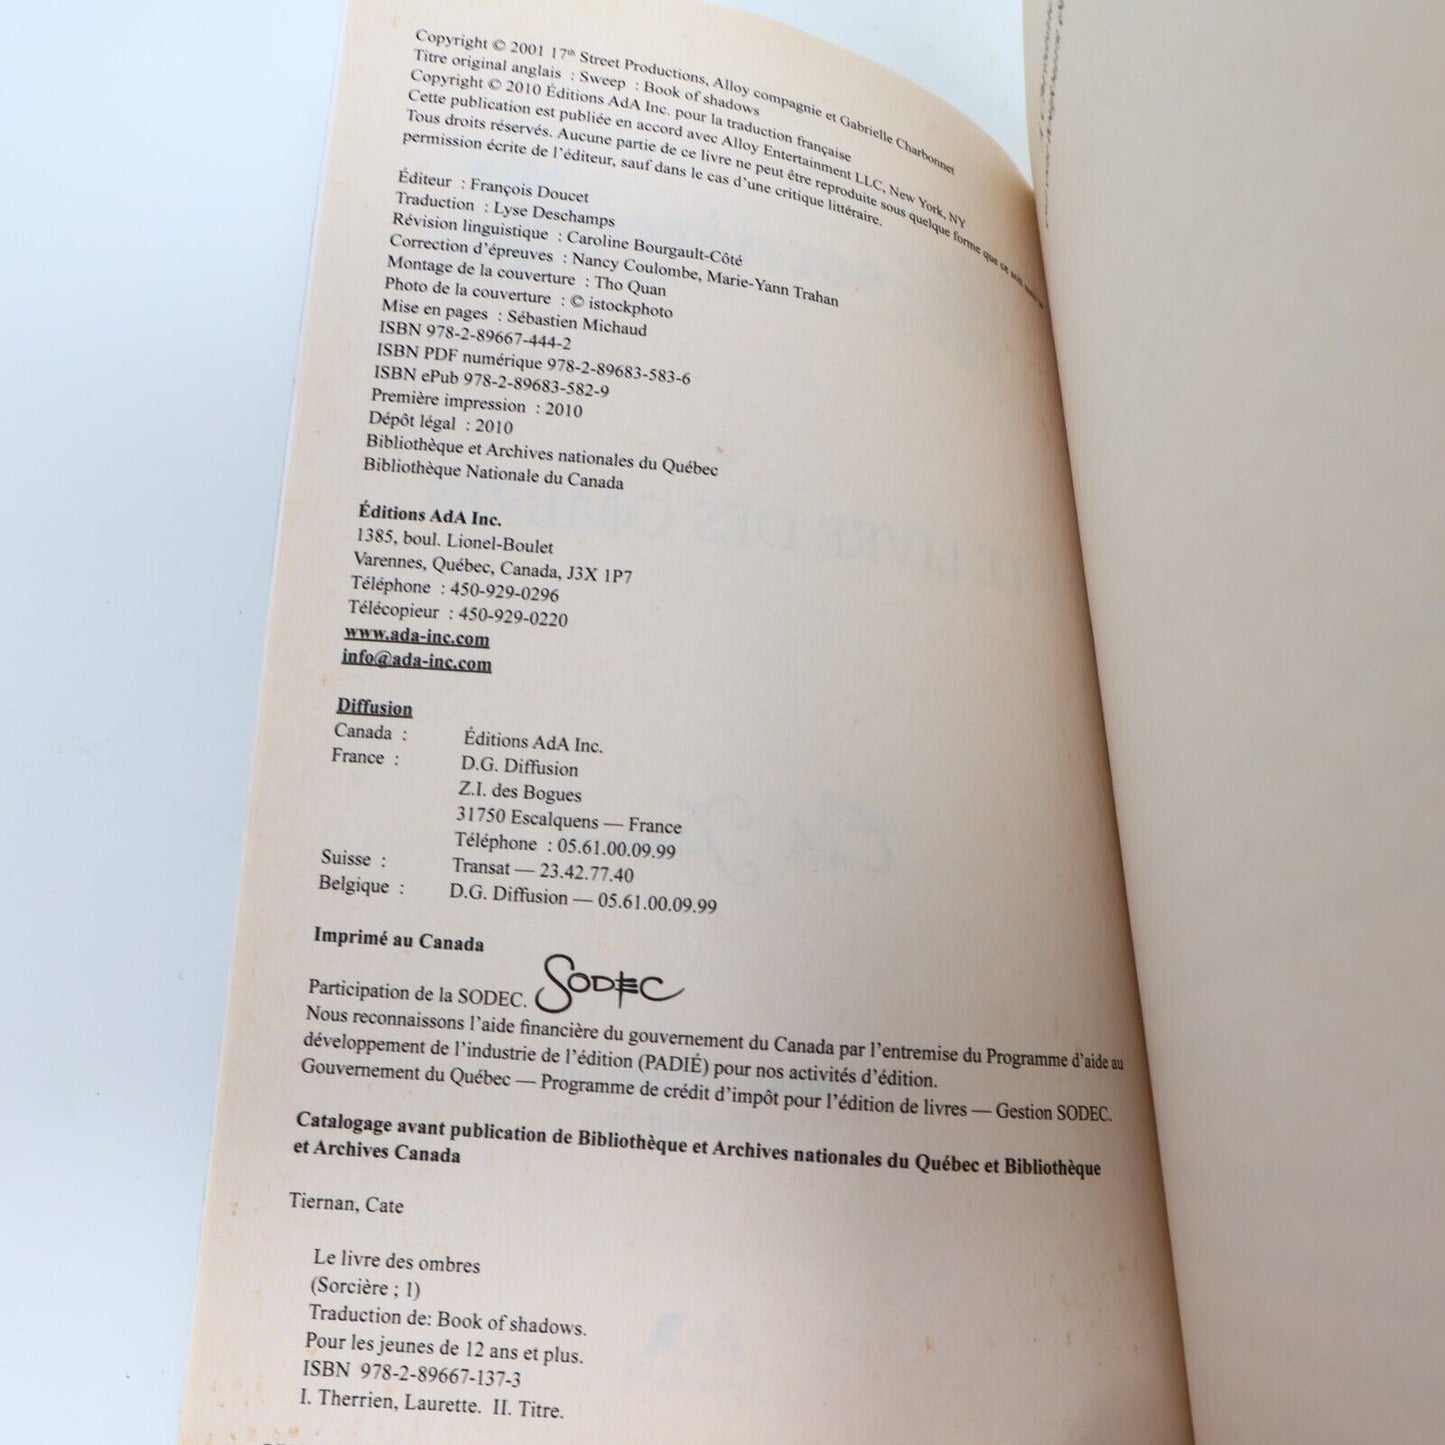 Copyright © 2001 17th Street Productions, Alloy compagnie et Gabrielle Charbonnet
Titre original anglais : Sweep : Book of shadows
Copyright © 2010 Éditions AdA Inc. pour la traduction française
Cette publication est publiée en accord avec Alloy Entertainment LLC, New York, NY
Tous droits réservés. Aucune partie de ce livre ne peut être reproduite sous quelque forme que ce soit sans la
permission écrite de l'éditeur, sauf dans le cas d'une critique littéraire.
Éditeur : François Doucet
Traduction : Lyse Deschamps
Révision linguistique : Caroline Bourgault-Côté
Correction d'épreuves : Nancy Coulombe, Marie-Yann Trahan
Montage de la couverture : Tho Quan
Photo de la couverture : © istockphoto
Mise en pages : Sébastien Michaud
ISBN 978-2-89667-444-2
ISBN PDF numérique 978-2-89683-583-6
ISBN ePub 978-2-89683-582-9
Première impression : 2010
Dépôt légal : 2010
Bibliothèque et Archives nationales du Québec
Bibliothèque Nationale du Canada
Éditions AdA Inc.
1385, boul. Lionel-Boulet
Varennes, Québec, Canada, J3X 1P7
Téléphone : 450-929-0296
Télécopieur : 450-929-0220
www.ada-inc.com
info@ada-inc.com
Diffusion
Canada : Éditions AdA Inc.
France : D.G. Diffusion
Z.I. des Bogues
31750 Escalquens — France
Téléphone : 05.61.00.09.99
Suisse : Transat — 23.42.77.40
Belgique : D.G. Diffusion — 05.61.00.09.99
Imprimé au Canada
Participation de la SODEC. SODEC
Nous reconnaissons l'aide financière du gouvernement du Canada par l'entremise du Programme d'aide au
développement de l'industrie de l'édition (PADIÉ) pour nos activités d'édition.
Gouvernement du Québec — Programme de crédit d'impôt pour l'édition de livres — Gestion SODEC.
Catalogage avant publication de Bibliothèque et Archives nationales du Québec et Bibliothèque
et Archives Canada
Tiernan, Cate
Le livre des ombres
(Sorcière ; 1)
Traduction de: Book of shadows.
Pour les jeunes de 12 ans et plus.
ISBN 978-2-89667-137-3
I. Therrien, Laurette. II. Titre.